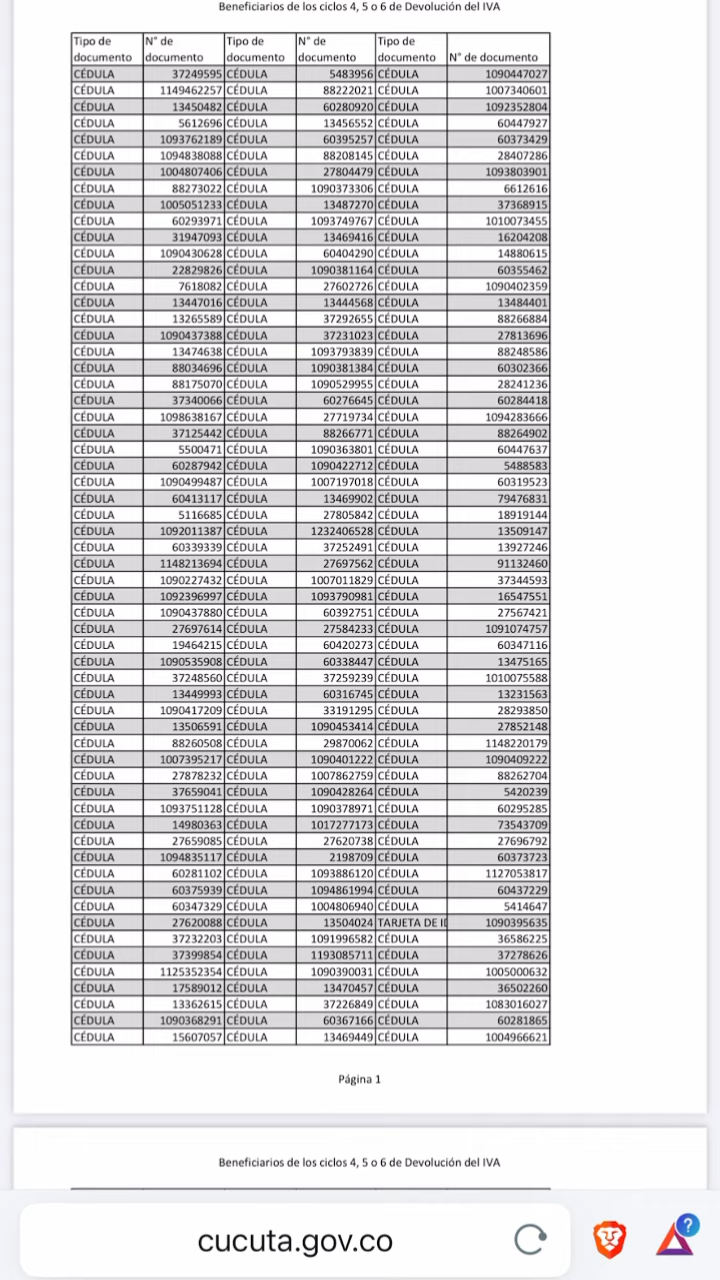 Beneficiarios de los ciclos 4, 5 o 6 de Devolución del IVA
Tipo de documento N° de documento Tipo de documento N° de documento Tipo de documento N° de documento
CÉDULA 37249595 CÉDULA 5483956 CÉDULA 1090447027
CÉDULA 1149462257 CÉDULA 88222021 CÉDULA 1007340601
CÉDULA 13450482 CÉDULA 60280920 CÉDULA 1092352804
CÉDULA 5612696 CÉDULA 13456552 CÉDULA 60447927
CÉDULA 1093762189 CÉDULA 60395257 CÉDULA 60373429
CÉDULA 1094838088 CÉDULA 88208145 CÉDULA 28407286
CÉDULA 1004807406 CÉDULA 27804479 CÉDULA 1093803901
CÉDULA 88273022 CÉDULA 1090373306 CÉDULA 6612616
CÉDULA 1005051233 CÉDULA 13487270 CÉDULA 37368915
CÉDULA 60293971 CÉDULA 1093749767 CÉDULA 1010073455
CÉDULA 31947093 CÉDULA 13469416 CÉDULA 16204208
CÉDULA 1090430628 CÉDULA 60404290 CÉDULA 14880615
CÉDULA 22829826 CÉDULA 1090381164 CÉDULA 60355462
CÉDULA 7618082 CÉDULA 27602726 CÉDULA 1090402359
CÉDULA 13447016 CÉDULA 13444568 CÉDULA 13484401
CÉDULA 13265589 CÉDULA 37292655 CÉDULA 88266884
CÉDULA 1090437388 CÉDULA 37231023 CÉDULA 27813696
CÉDULA 13474638 CÉDULA 1093793839 CÉDULA 88248586
CÉDULA 88034696 CÉDULA 1090381384 CÉDULA 60302366
CÉDULA 88175070 CÉDULA 1090529955 CÉDULA 28241236
CÉDULA 37340066 CÉDULA 60276645 CÉDULA 60284418
CÉDULA 1098638167 CÉDULA 27719734 CÉDULA 1094283666
CÉDULA 37125442 CÉDULA 88266771 CÉDULA 88264902
CÉDULA 5500471 CÉDULA 1090363801 CÉDULA 60447637
CÉDULA 60287942 CÉDULA 1090422712 CÉDULA 5488583
CÉDULA 1090499487 CÉDULA 1007197018 CÉDULA 60319523
CÉDULA 60413117 CÉDULA 13469902 CÉDULA 79476831
CÉDULA 5116685 CÉDULA 27805842 CÉDULA 18919144
CÉDULA 1092011387 CÉDULA 1232406528 CÉDULA 13509147
CÉDULA 60339339 CÉDULA 37252491 CÉDULA 13927246
CÉDULA 1148213694 CÉDULA 27697562 CÉDULA 91132460
CÉDULA 1090227432 CÉDULA 1007011829 CÉDULA 37344593
CÉDULA 1092396997 CÉDULA 1093790981 CÉDULA 16547551
CÉDULA 1090437880 CÉDULA 60392751 CÉDULA 27567421
CÉDULA 27697614 CÉDULA 27584233 CÉDULA 1091074757
CÉDULA 19464215 CÉDULA 60420273 CÉDULA 60347116
CÉDULA 1090535908 CÉDULA 60338447 CÉDULA 13475165
CÉDULA 37248560 CÉDULA 37259239 CÉDULA 1010075588
CÉDULA 13449993 CÉDULA 60316745 CÉDULA 13231563
CÉDULA 1090417209 CÉDULA 33191295 CÉDULA 28293850
CÉDULA 13506591 CÉDULA 1090453414 CÉDULA 27852148
CÉDULA 88260508 CÉDULA 29870062 CÉDULA 1148220179
CÉDULA 1007395217 CÉDULA 1090401222 CÉDULA 1090409222
CÉDULA 27878232 CÉDULA 1007862759 CÉDULA 88262704
CÉDULA 37659041 CÉDULA 1090428264 CÉDULA 5420239
CÉDULA 1093751128 CÉDULA 1090378971 CÉDULA 60295285
CÉDULA 14980363 CÉDULA 1017277173 CÉDULA 73543709
CÉDULA 27659085 CÉDULA 27620738 CÉDULA 27696792
CÉDULA 1094835117 CÉDULA 2198709 CÉDULA 60373723
CÉDULA 60281102 CÉDULA 1093886120 CÉDULA 1127053817
CÉDULA 60375939 CÉDULA 1094861994 CÉDULA 60437229
CÉDULA 60347329 CÉDULA 1004806940 CÉDULA 5414647
CÉDULA 27620088 CÉDULA 13504024 TARJETA DE II 1090395635
CÉDULA 37232203 CÉDULA 1091996582 CÉDULA 36586225
CÉDULA 37399854 CÉDULA 1193085711 CÉDULA 37278626
CÉDULA 1125352354 CÉDULA 1090390031 CÉDULA 1005000632
CÉDULA 17589012 CÉDULA 13470457 CÉDULA 36502260
CÉDULA 13362615 CÉDULA 37226849 CÉDULA 1083016027
CÉDULA 1090368291 CÉDULA 60367166 CÉDULA 60281865
CÉDULA 15607057 CÉDULA 13469449 CÉDULA 1004966621
Página 1
Beneficiarios de los ciclos 4, 5 o 6 de Devolución del IVA
cucuta.gov.co
?